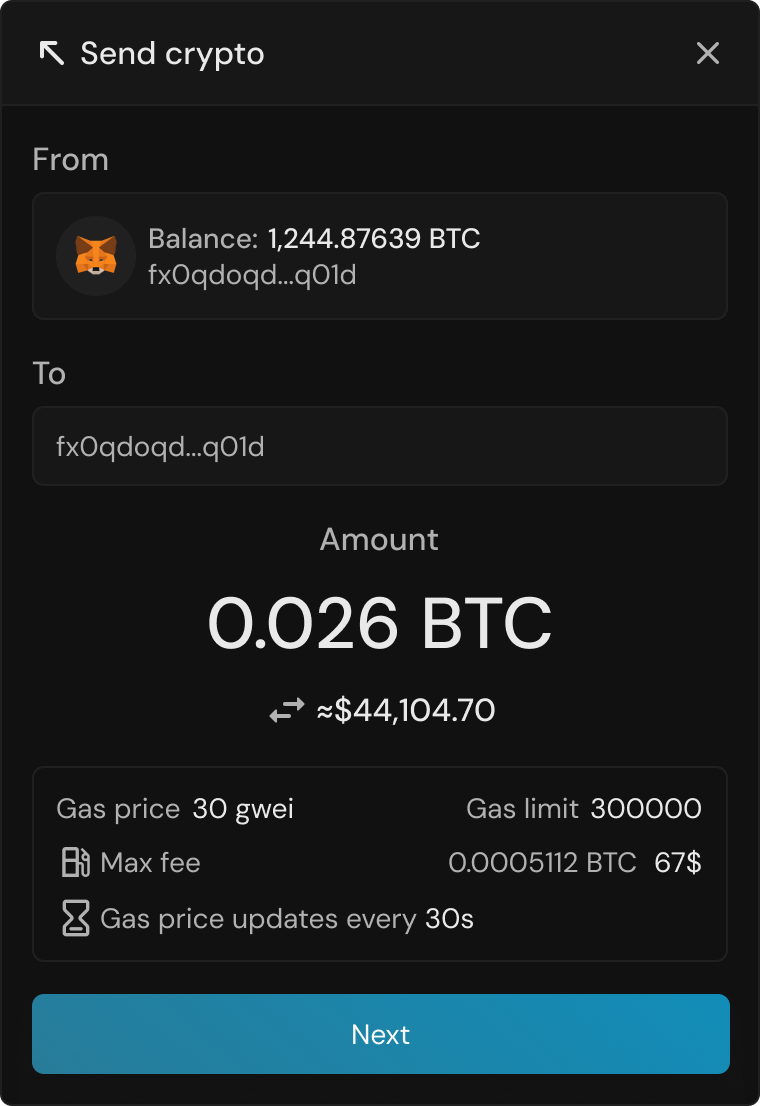 Send crypto
From
Balance: 1,244.87639 BTC
fx0qdoqd...q01d
To
fx0qdoqd...q01d
Amount
0.026 BTC
≈$44,104.70
Gas price 30 gwei Gas limit 300000
Max fee 0.0005112 BTC 67$
Gas price updates every 30s
Next